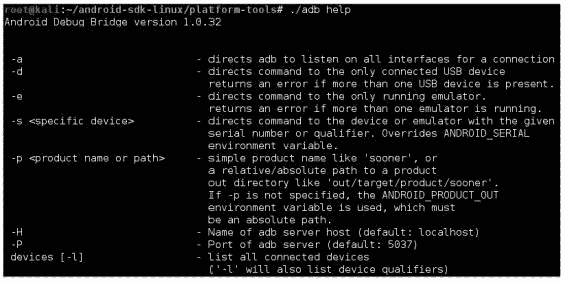 root@kali:~/android-sdk-linux/platform-tools# ./adb help
Android Debug Bridge version 1.0.32
-a - directs adb to listen on all interfaces for a connection
-d - directs command to the only connected USB device
returns an error if more than one USB device is present.
-e - directs command to the only running emulator.
returns an error if more than one emulator is running.
-s <specific device> - directs command to the device or emulator with the given
serial number or qualifier. Overrides ANDROID_SERIAL
environment variable.
-p <product name or path> - simple product name like 'sooner', or
a relative/absolute path to a product
out directory like 'out/target/product/sooner'.
If -p is not specified, the ANDROID_PRODUCT_OUT
environment variable is used, which must
be an absolute path.
-H - Name of adb server host (default: localhost)
-P - Port of adb server (default: 5037)
devices [-l] - list all connected devices
('-l' will also list device qualifiers)